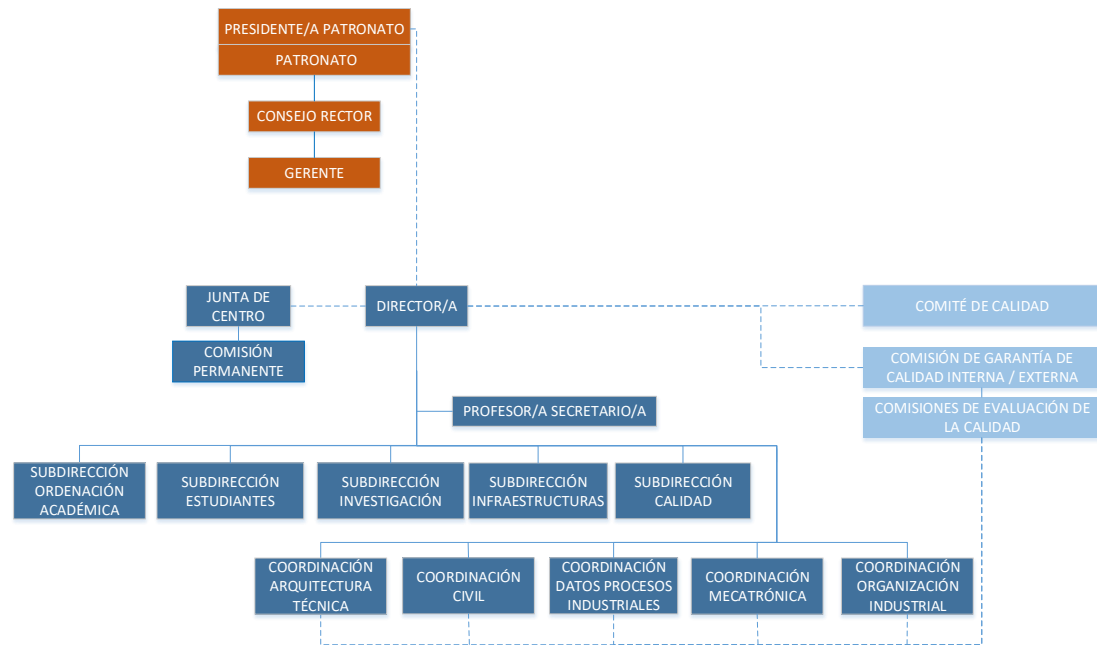 PRESIDENTE/A PATRONATO
PATRONATO
CONSEJO RECTOR
GERENTE
JUNTA DE
CENTRO
DIRECTOR/A
COMITÉ DE CALIDAD
COMISIÓN
PERMANENTE
COMISIÓN DE GARANTÍA DE
CALIDAD INTERNA / EXTERNA
PROFESOR/A SECRETARIO/A
COMISIONES DE EVALUACIÓN DE
LA CALIDAD
SUBDIRECCIÓN
ORDENACIÓN
ACADÉMICA
SUBDIRECCIÓN
ESTUDIANTES
SUBDIRECCIÓN
INVESTIGACIÓN
SUBDIRECCIÓN
INFRAESTRUCTURAS
SUBDIRECCIÓN
CALIDAD
COORDINACIÓN
ARQUITECTURA
TÉCNICA
COORDINACIÓN
CIVIL
COORDINACIÓN
DATOS PROCESOS
INDUSTRIALES
COORDINACIÓN
MECATRÓNICA
COORDINACIÓN
ORGANIZACIÓN
INDUSTRIAL